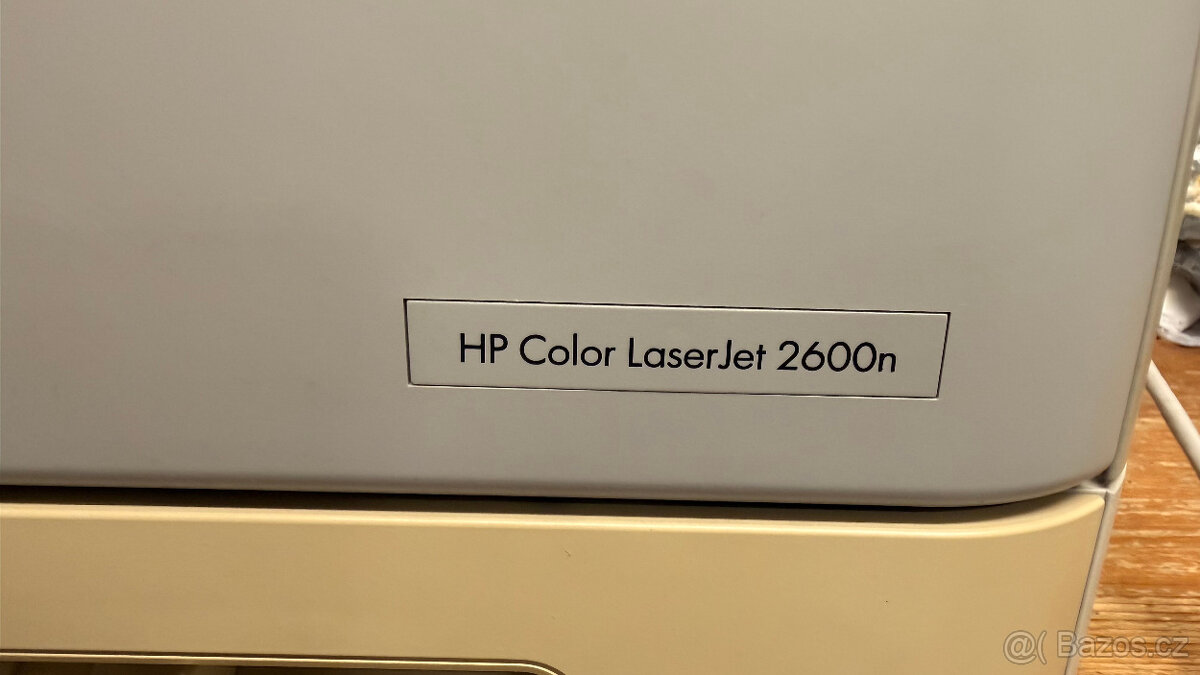 HP Color LaserJet 2600n
@( Bazos.cz